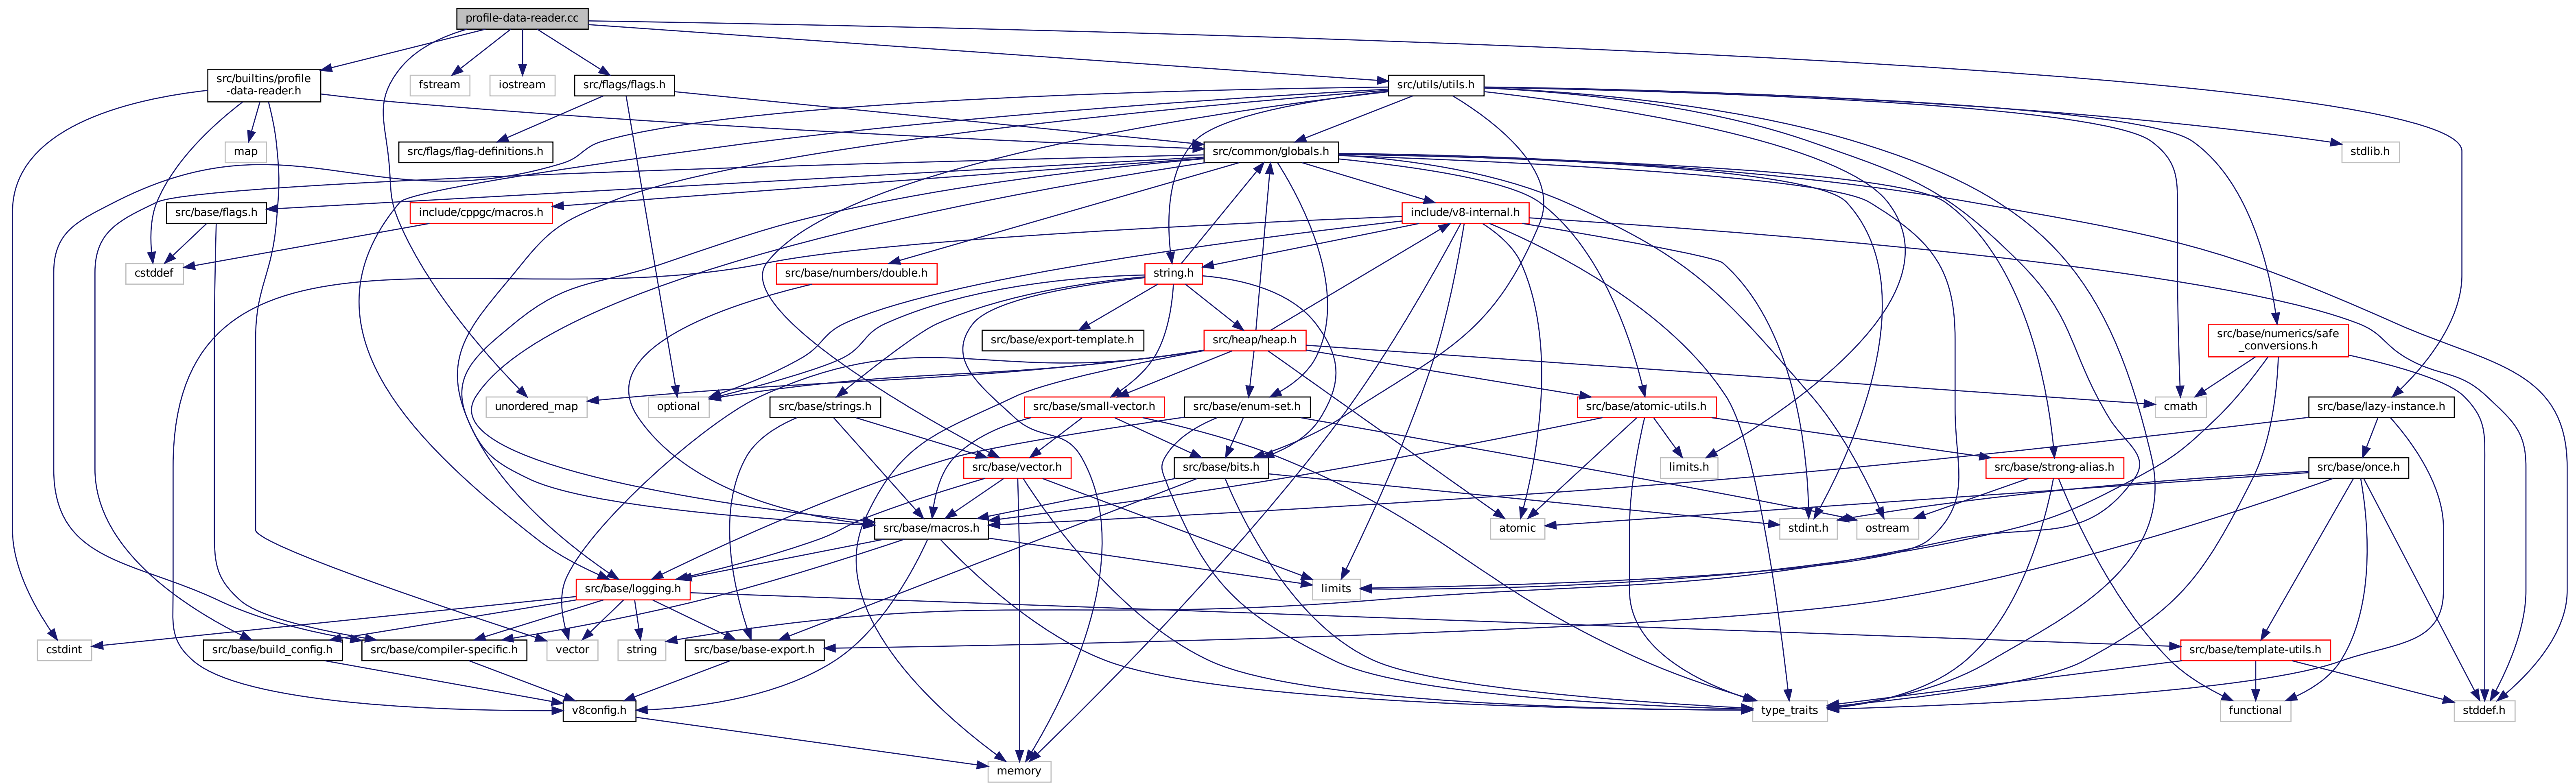 profile-data-reader.cc
src/builtins/profile
-data-reader.h
fstream
iostream
src/flags/flags.h
src/utils/utils.h
map
src/flags/flag-definitions.h
src/common/globals.h
stdlib.h
src/base/flags.h
include/cppgc/macros.h
include/v8-internal.h
cstddef
src/base/numbers/double.h
string.h
src/base/export-template.h
src/heap/heap.h
src/base/numerics/safe
_conversions.h
unordered_map
optional
src/base/strings.h
src/base/small-vector.h
src/base/enum-set.h
src/base/atomic-utils.h
cmath
src/base/lazy-instance.h
src/base/vector.h
src/base/bits.h
limits.h
src/base/strong-alias.h
src/base/once.h
src/base/macros.h
atomic
stdint.h
ostream
src/base/logging.h
limits
cstdint
src/base/build_config.h
src/base/compiler-specific.h
vector
string
src/base/base-export.h
src/base/template-utils.h
v8config.h
type_traits
functional
stddef.h
memory